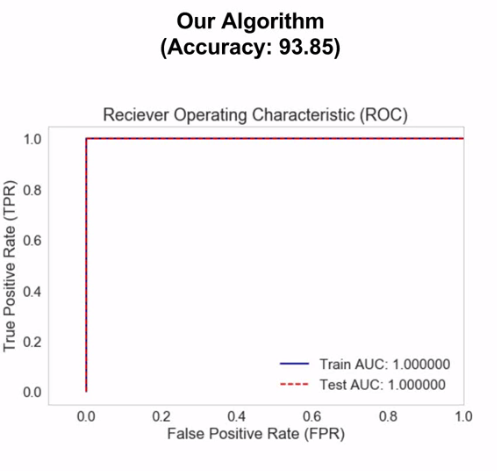 Our Algorithm
(Accuracy: 93.85)
Reciever Operating Characteristic (ROC)
True Positive Rate (TPR)
1.0
0.8
0.6
0.4
0.2
0.0
Train AUC: 1.000000
Test AUC: 1.000000
0.0 0.2 0.4 0.6 0.8 1.0
False Positive Rate (FPR)